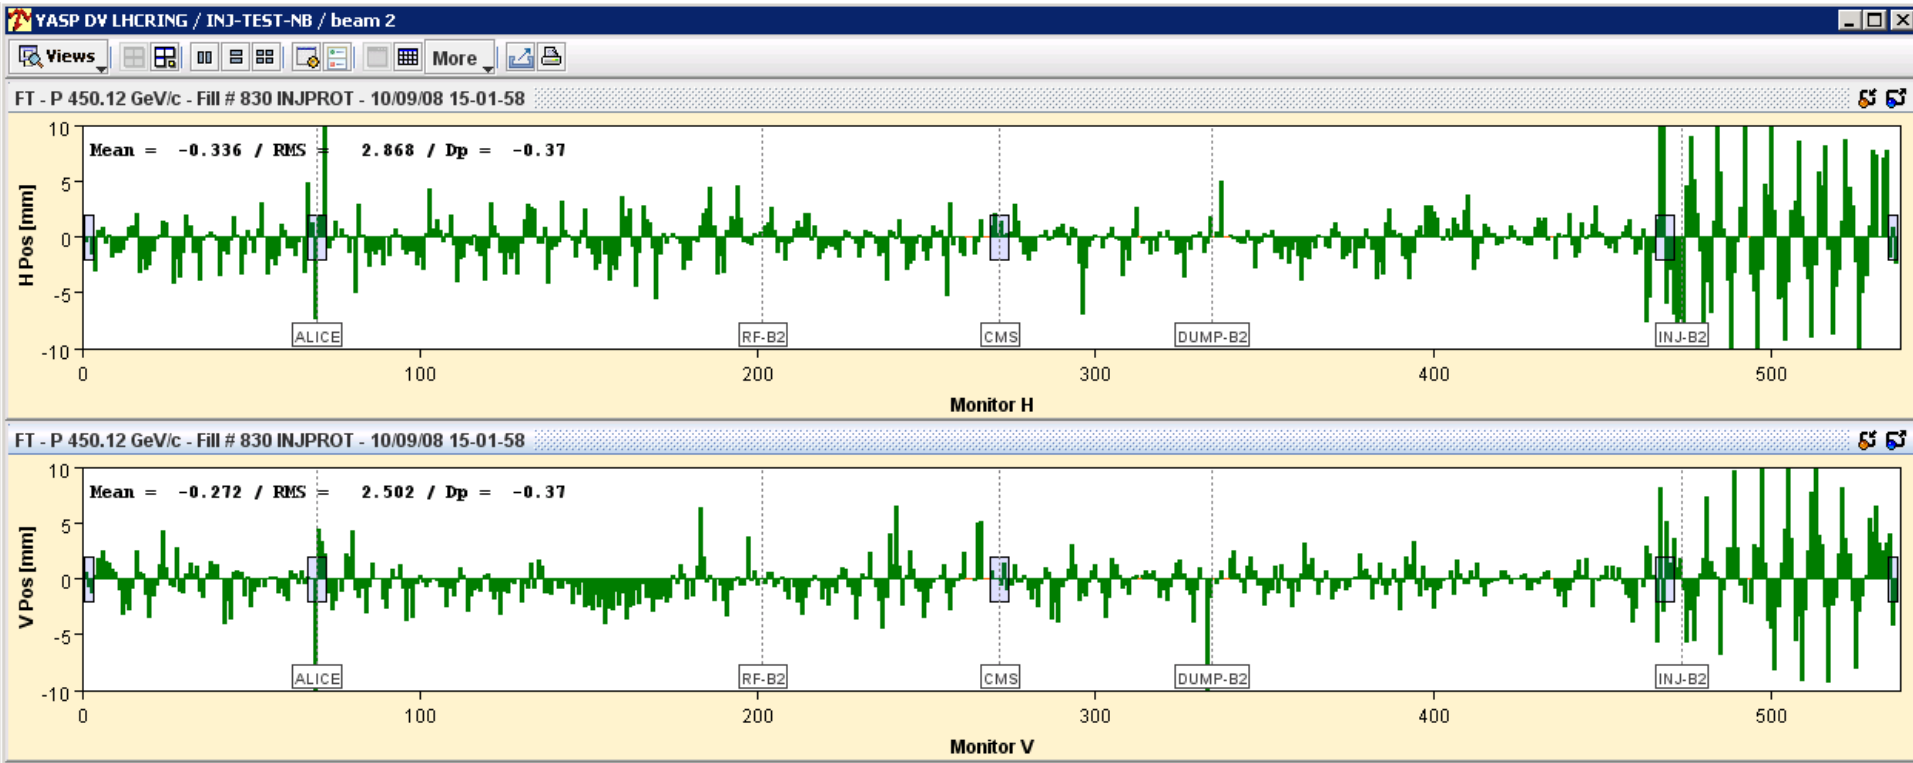 YASP DV LHCRING / INJ-TEST-NB / beam 2
Views More
FT - P 450.12 GeV/c - Fill # 830 INJPROT - 10/09/08 15-01-58
Mean = -0.336 / RMS = 2.868 / Dp = -0.37
H Pos [mm]
10
5
0
-5
-10
ALICE RF-B2 CMS DUMP-B2 INJ-B2
0 100 200 300 400 500
Monitor H
FT - P 450.12 GeV/c - Fill # 830 INJPROT - 10/09/08 15-01-58
Mean = -0.272 / RMS = 2.502 / Dp = -0.37
V Pos [mm]
10
5
0
-5
-10
ALICE RF-B2 CMS DUMP-B2 INJ-B2
0 100 200 300 400 500
Monitor V